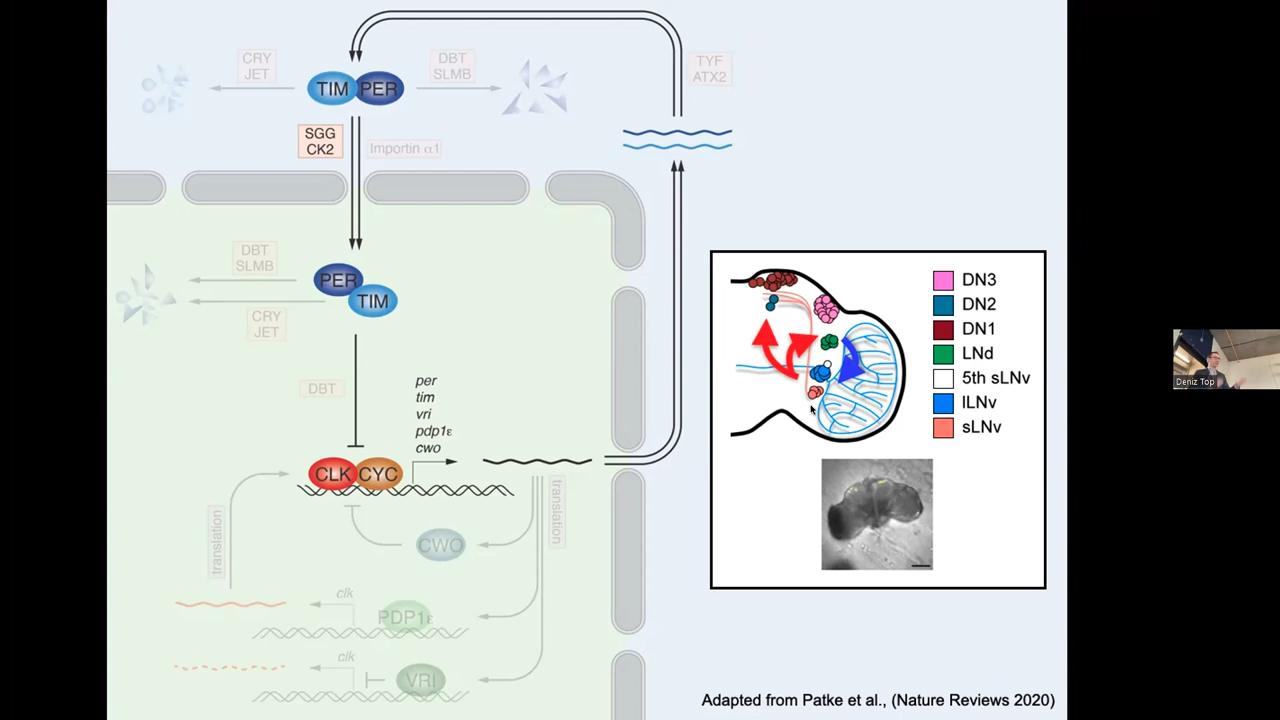 CRY
JET
TIM
PER
DBT
SLMB
TYF
ATX2
SGG
CK2
Importin α1
DBT
SLMB
PER
TIM
CRY
JET
DBT
per
tim
vri
pdp1ε
cwo
CLK
CYC
translation
translation
CWO
clk
PDP1ε
clk
VRI
DN3
DN2
DN1
LNd
5th sLNv
lLNv
sLNv
Deniz Top
Adapted from Patke et al., (Nature Reviews 2020)